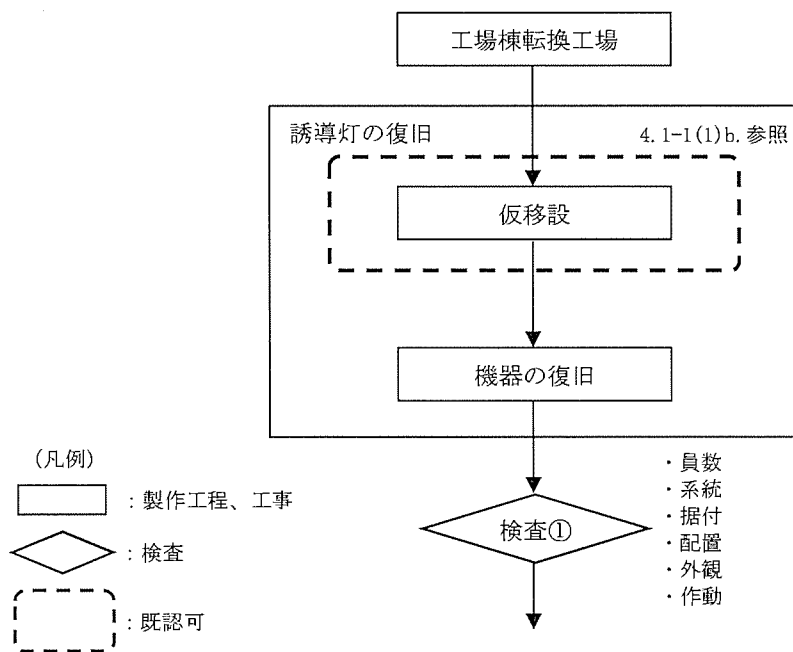 工場棟転換工場
誘導灯の復旧
4.1-1(1)b.参照
仮移設
機器の復旧
検査①
・員数
・系統
・据付
・配置
・外観
・作動
(凡例)
：製作工程、工事
：検査
：既認可